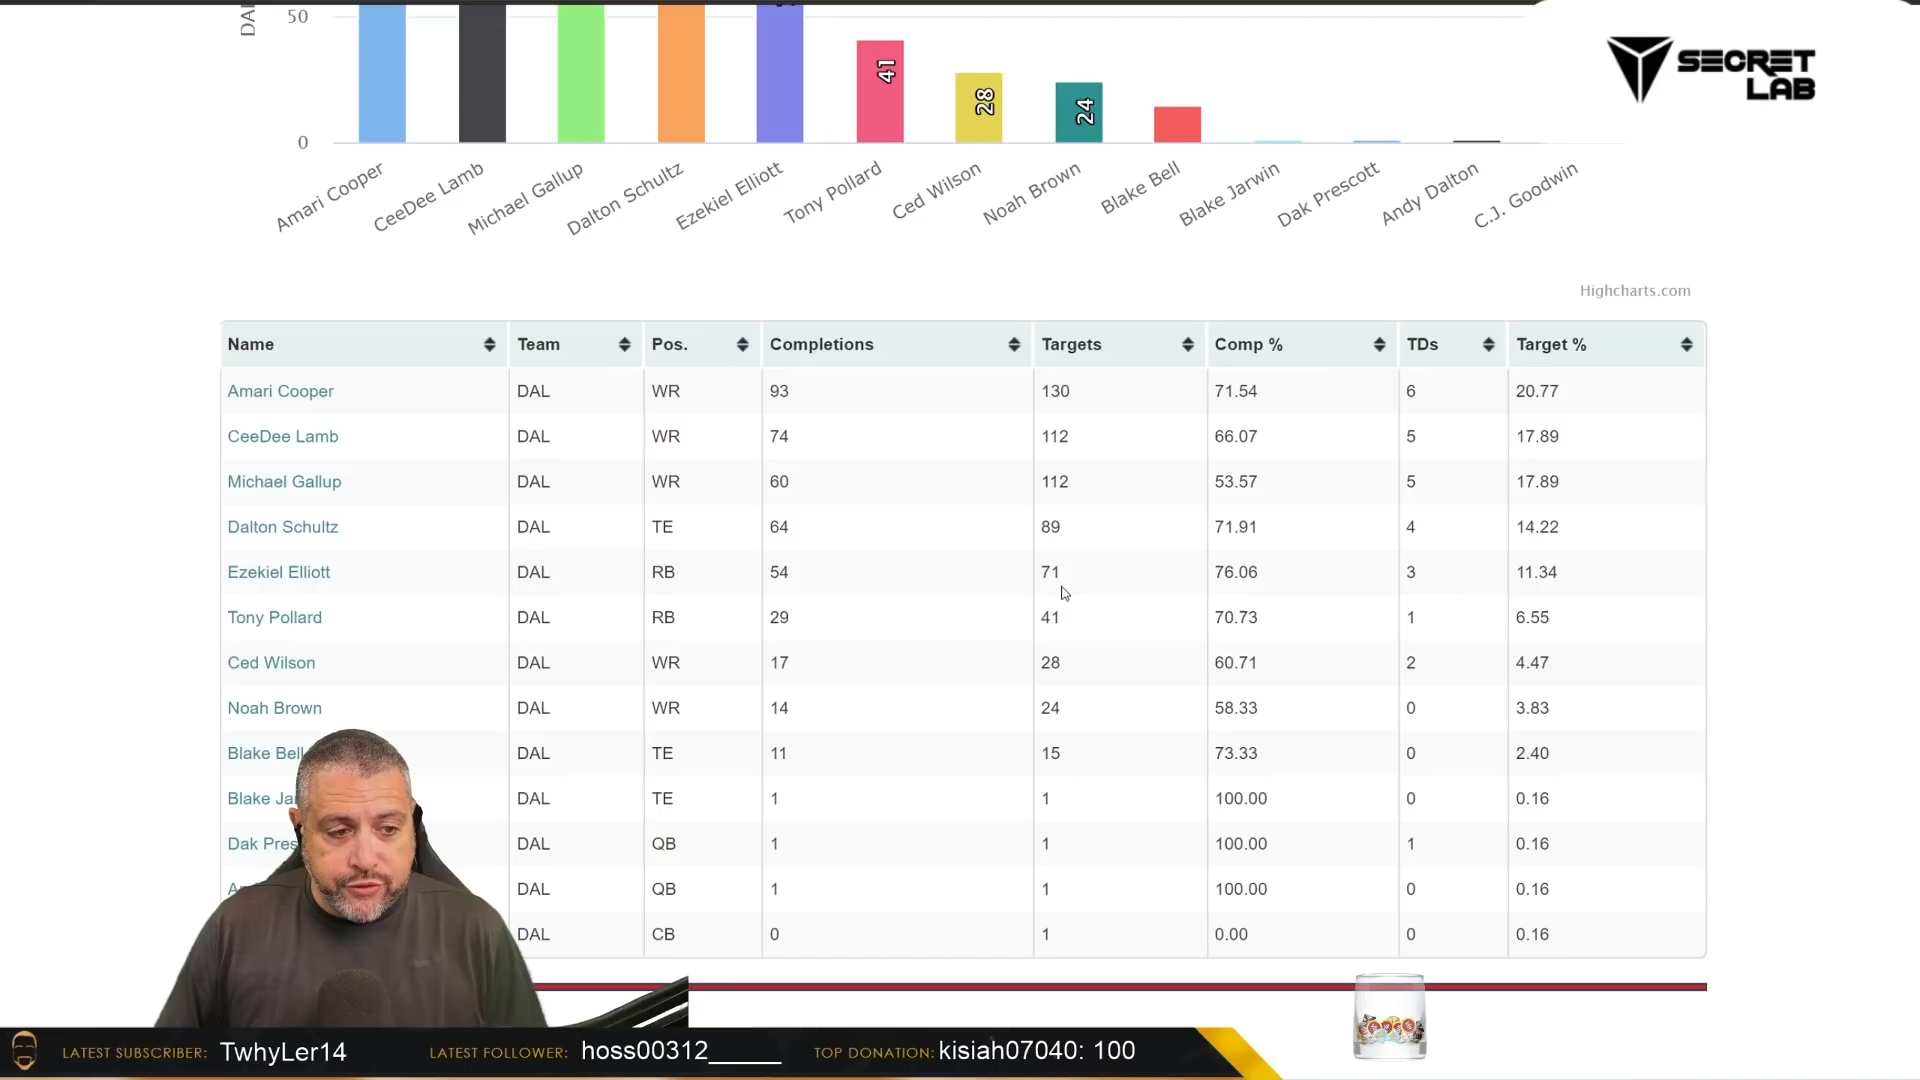 DAL
50
0
41
28
24
Amari Cooper
CeeDee Lamb
Michael Gallup
Dalton Schultz
Ezekiel Elliott
Tony Pollard
Ced Wilson
Noah Brown
Blake Bell
Blake Jarwin
Dak Prescott
Andy Dalton
C.J. Goodwin
SECRET
LAB
Highcharts.com
Name Team Pos. Completions Targets Comp % TDs Target %
Amari Cooper DAL WR 93 130 71.54 6 20.77
CeeDee Lamb DAL WR 74 112 66.07 5 17.89
Michael Gallup DAL WR 60 112 53.57 5 17.89
Dalton Schultz DAL TE 64 89 71.91 4 14.22
Ezekiel Elliott DAL RB 54 71 76.06 3 11.34
Tony Pollard DAL RB 29 41 70.73 1 6.55
Ced Wilson DAL WR 17 28 60.71 2 4.47
Noah Brown DAL WR 14 24 58.33 0 3.83
Blake Bell DAL TE 11 15 73.33 0 2.40
Blake Ja DAL TE 1 1 100.00 0 0.16
Dak Pres DAL QB 1 1 100.00 1 0.16
DAL QB 1 1 100.00 0 0.16
DAL CB 0 1 0.00 0 0.16
LATEST SUBSCRIBER: TwhyLer14 LATEST FOLLOWER: hoss00312_____ TOP DONATION: kisiah07040: 100